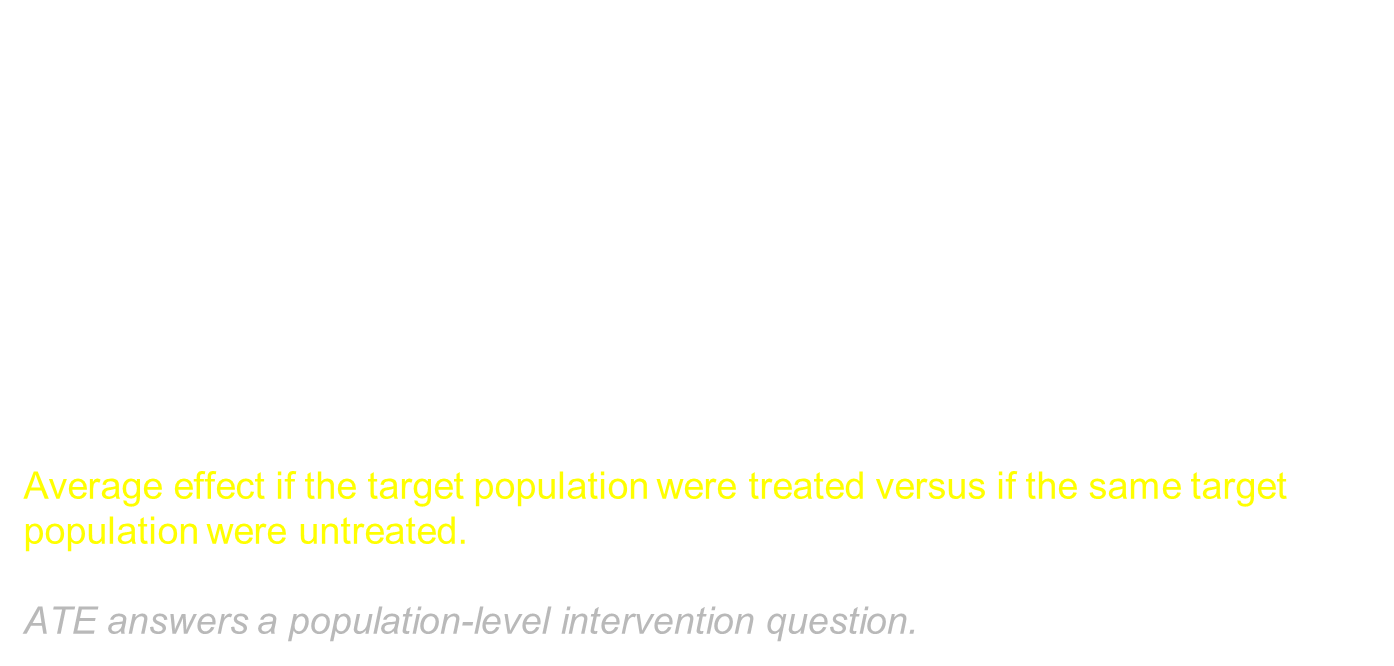 Average effect if the target population were treated versus if the same target
population were untreated.
ATE answers a population-level intervention question.